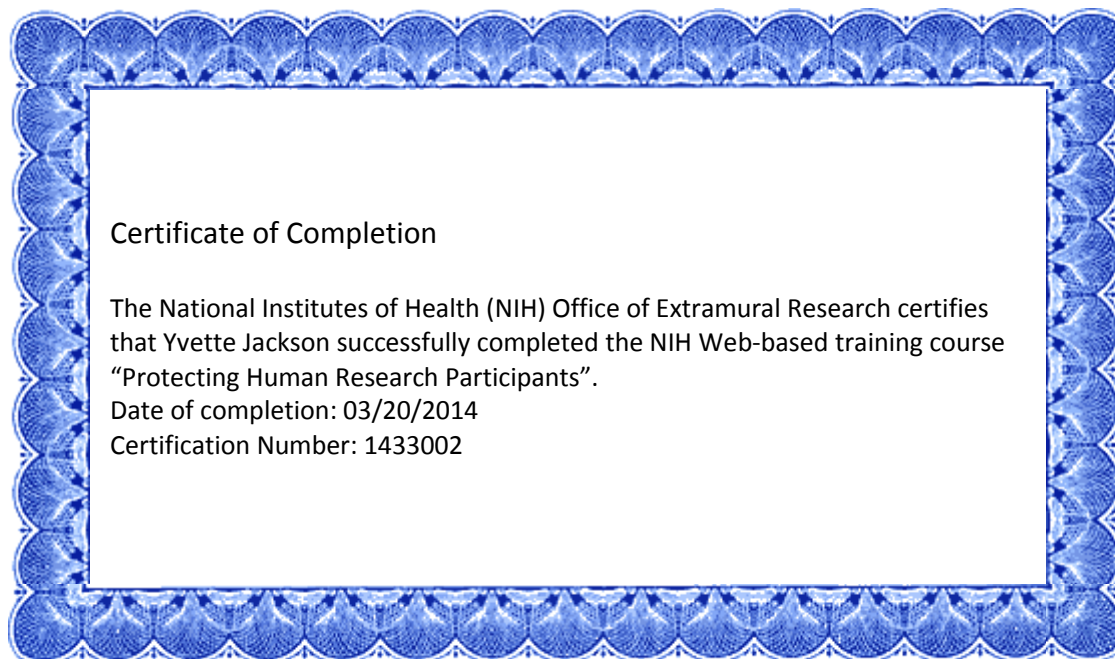 Certificate of Completion
The National Institutes of Health (NIH) Office of Extramural Research certifies
that Yvette Jackson successfully completed the NIH Web-based training course
“Protecting Human Research Participants”.
Date of completion: 03/20/2014
Certification Number: 1433002